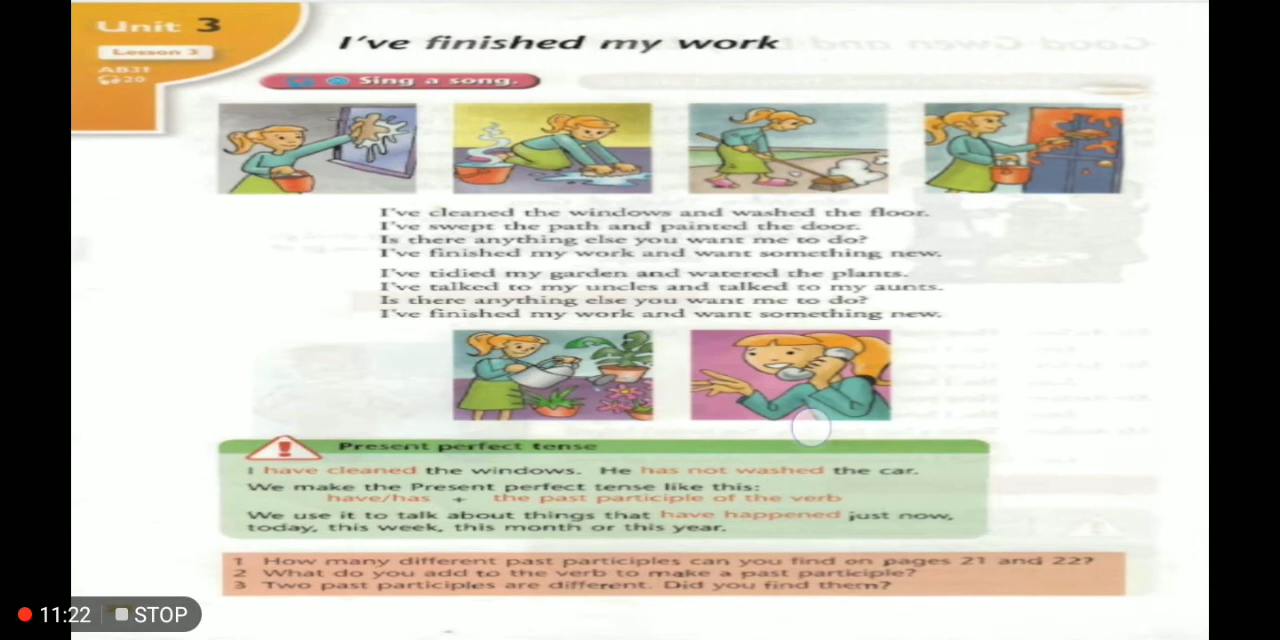 Unit 3
Lesson 3
AB31
20
I've finished my work
Sing a song.
I've cleaned the windows and washed the floor.
I've swept the path and painted the door.
Is there anything else you want me to do?
I've finished my work and want something new.
I've tidied my garden and watered the plants.
I've talked to my uncles and talked to my aunts.
Is there anything else you want me to do?
I've finished my work and want something new.
Present perfect tense
I have cleaned the windows. He has not washed the car.
We make the Present perfect tense like this:
have/has + the past participle of the verb
We use it to talk about things that have happened just now,
today, this week, this month or this year.
1 How many different past participles can you find on pages 21 and 22?
2 What do you add to the verb to make a past participle?
3 Two past participles are different. Did you find them?
11:22 STOP